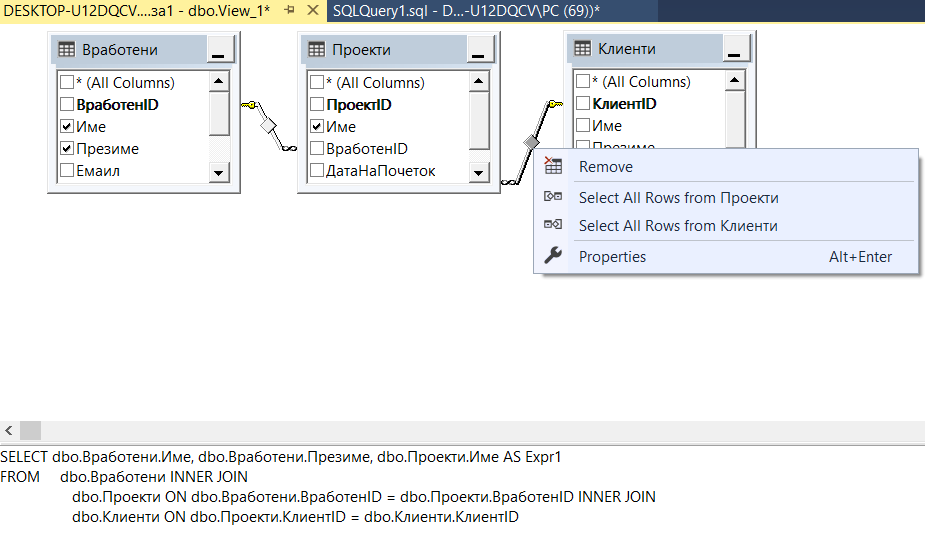 DESKTOP-U12DQCV....за1 - dbo.View_1* SQLQuery1.sql - D...-U12DQCV\PC (69))*
Вработени
* (All Columns)
ВработенID
Име
Презиме
Емаил
Проекти
* (All Columns)
ПроектID
Име
ВработенID
ДатаНаПочеток
Клиенти
* (All Columns)
КлиентID
Име
Презиме
Remove
Select All Rows from Проекти
Select All Rows from Клиенти
Properties Alt+Enter
SELECT dbo.Вработени.Име, dbo.Вработени.Презиме, dbo.Проекти.Име AS Expr1
FROM dbo.Вработени INNER JOIN
dbo.Проекти ON dbo.Вработени.ВработенID = dbo.Проекти.ВработенID INNER JOIN
dbo.Клиенти ON dbo.Проекти.КлиентID = dbo.Клиенти.КлиентID